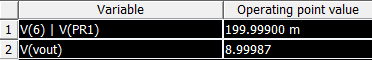 Variable Operating point value
1 V(6) | V(PR1) 199.99900 m
2 V(vout) 8.99987